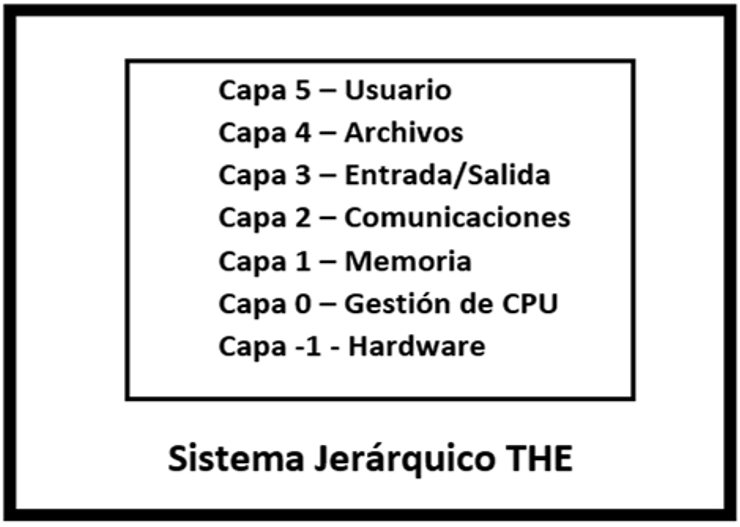 Capa 5 – Usuario
Capa 4 – Archivos
Capa 3 – Entrada/Salida
Capa 2 – Comunicaciones
Capa 1 – Memoria
Capa 0 – Gestión de CPU
Capa -1 - Hardware
Sistema Jerárquico THE